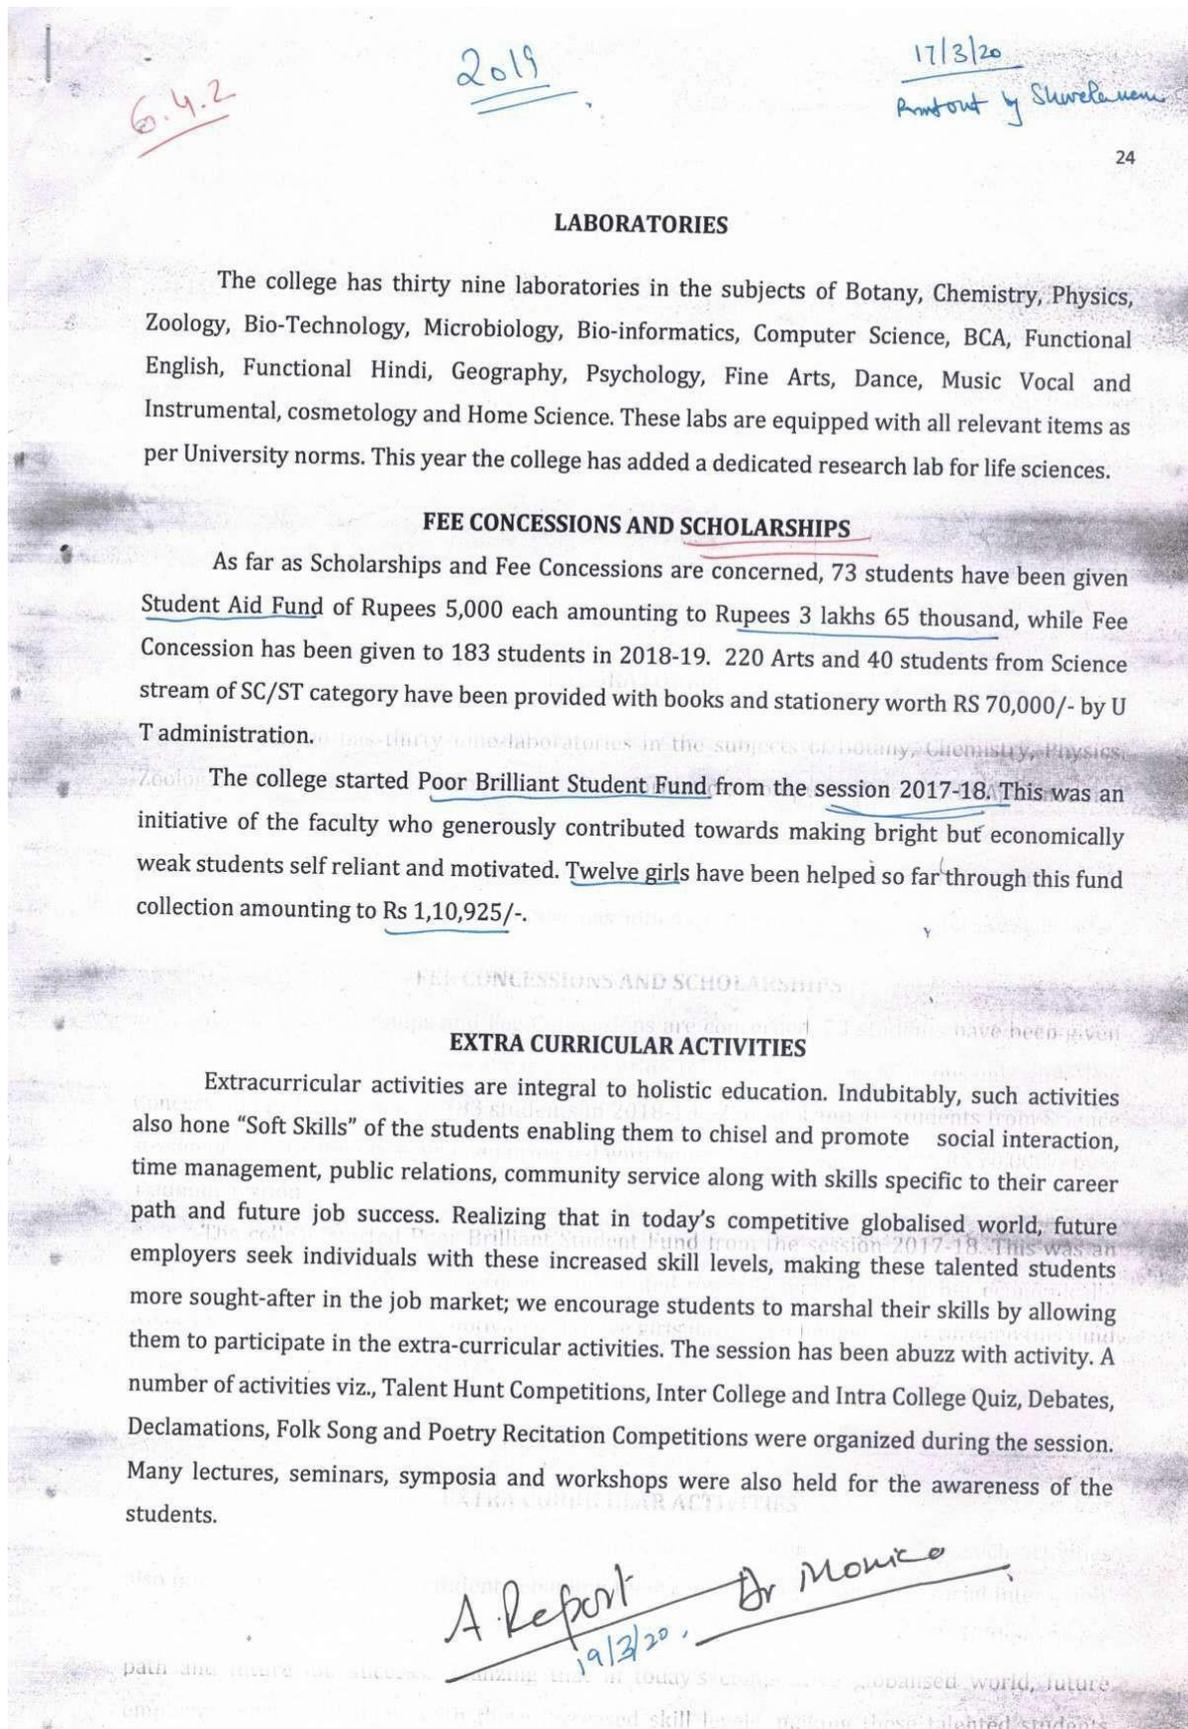 2019
17/3/20
6.4.2
Printout by
24
LABORATORIES
The college has thirty nine laboratories in the subjects of Botany, Chemistry, Physics,
Zoology, Bio-Technology, Microbiology, Bio-informatics, Computer Science, BCA, Functional
English, Functional Hindi, Geography, Psychology, Fine Arts, Dance, Music Vocal and
Instrumental, cosmetology and Home Science. These labs are equipped with all relevant items as
per University norms. This year the college has added a dedicated research lab for life sciences.
FEE CONCESSIONS AND SCHOLARSHIPS
As far as Scholarships and Fee Concessions are concerned, 73 students have been given
Student Aid Fund of Rupees 5,000 each amounting to Rupees 3 lakhs 65 thousand, while Fee
Concession has been given to 183 students in 2018-19. 220 Arts and 40 students from Science
stream of SC/ST category have been provided with books and stationery worth RS 70,000/- by U
T administration.
The college started Poor Brilliant Student Fund from the session 2017-18. This was an
initiative of the faculty who generously contributed towards making bright but economically
weak students self reliant and motivated. Twelve girls have been helped so far through this fund
collection amounting to Rs 1,10,925/-.
EXTRA CURRICULAR ACTIVITIES
Extracurricular activities are integral to holistic education. Indubitably, such activities
also hone “Soft Skills” of the students enabling them to chisel and promote social interaction,
time management, public relations, community service along with skills specific to their career
path and future job success. Realizing that in today’s competitive globalised world, future
employers seek individuals with these increased skill levels, making these talented students
more sought-after in the job market; we encourage students to marshal their skills by allowing
them to participate in the extra-curricular activities. The session has been abuzz with activity. A
number of activities viz., Talent Hunt Competitions, Inter College and Intra College Quiz, Debates,
Declamations, Folk Song and Poetry Recitation Competitions were organized during the session.
Many lectures, seminars, symposia and workshops were also held for the awareness of the
students.
A. Report Dr Monica
19/3/20.